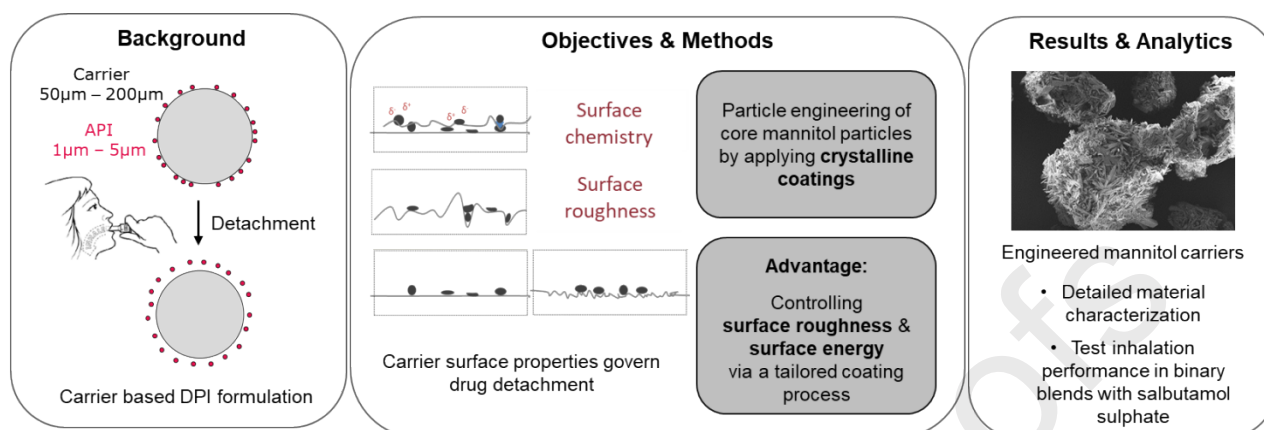 Background
Carrier
50µm – 200µm
API
1µm – 5µm
Detachment
Carrier based DPI formulation
Objectives & Methods
δ⁻ δ⁺ δ⁻ δ⁺
Surface
chemistry
Surface
roughness
Carrier surface properties govern
drug detachment
Particle engineering of
core mannitol particles
by applying crystalline
coatings
Advantage:
Controlling
surface roughness &
surface energy
via a tailored coating
process
Results & Analytics
Engineered mannitol carriers
• Detailed material
characterization
• Test inhalation
performance in binary
blends with salbutamol
sulphate
ofs